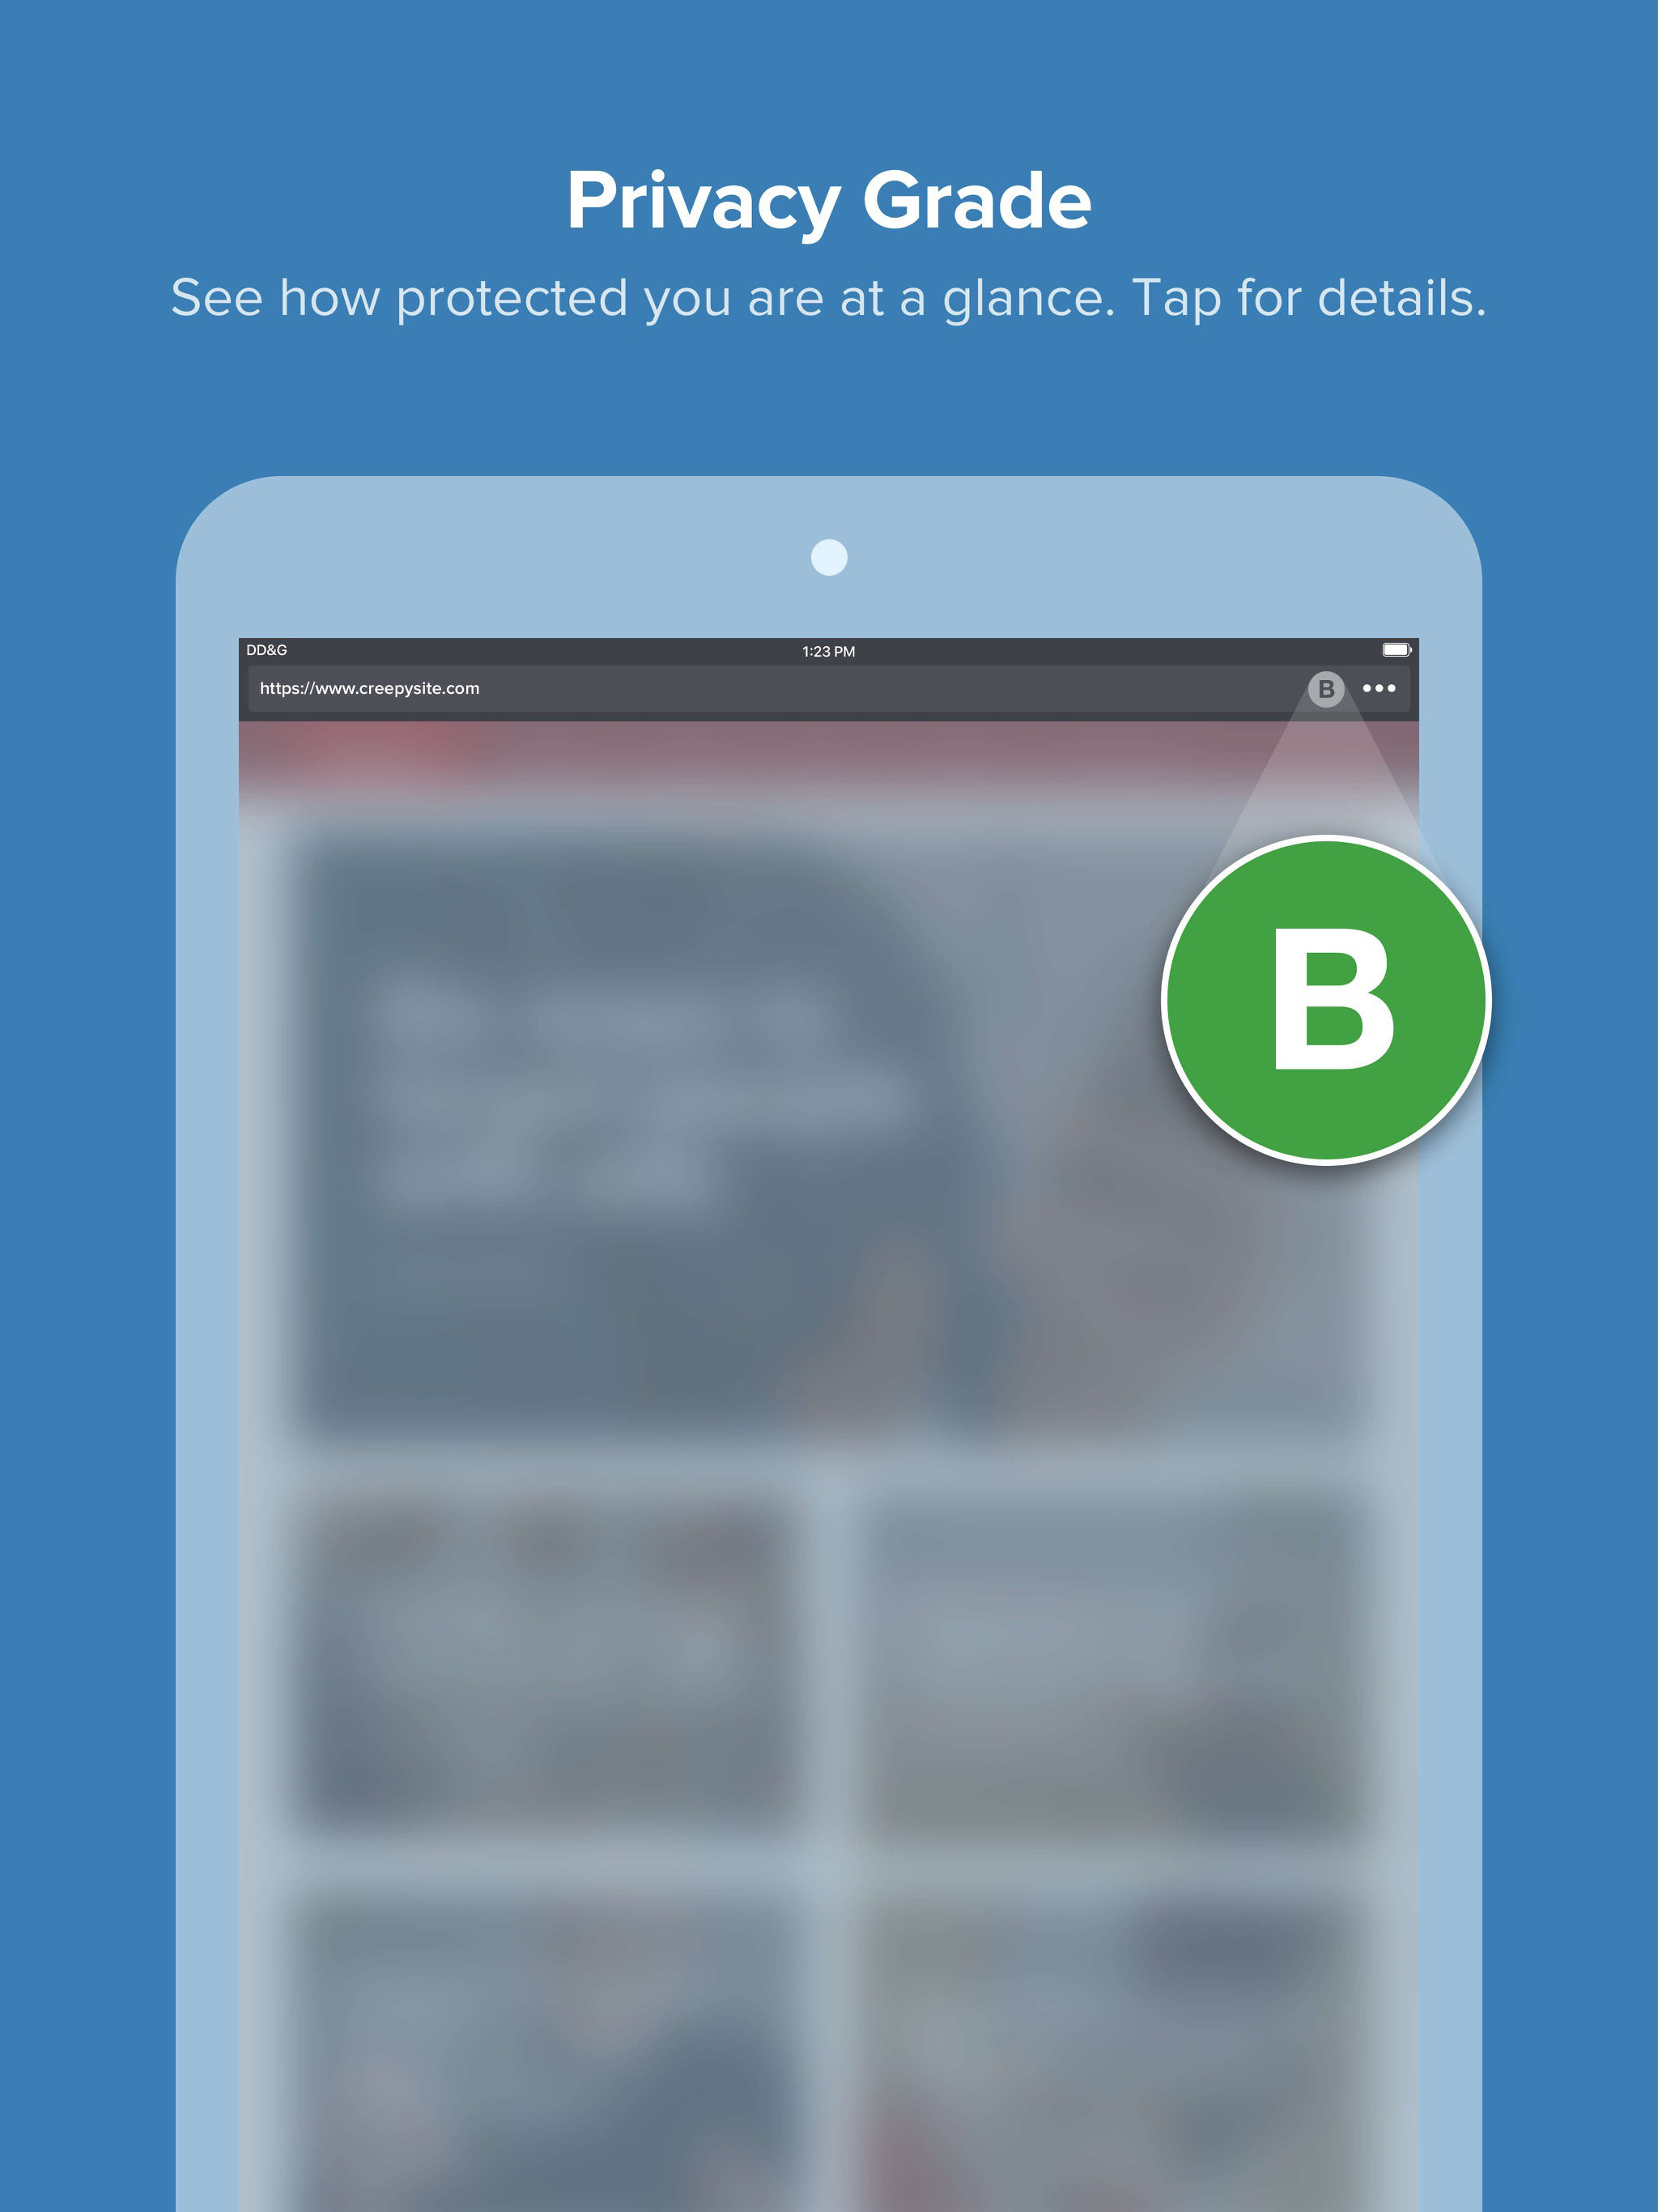 Privacy Grade
See how protected you are at a glance. Tap for details.
DD&G
1:23 PM
https://www.creepysite.com
B
B